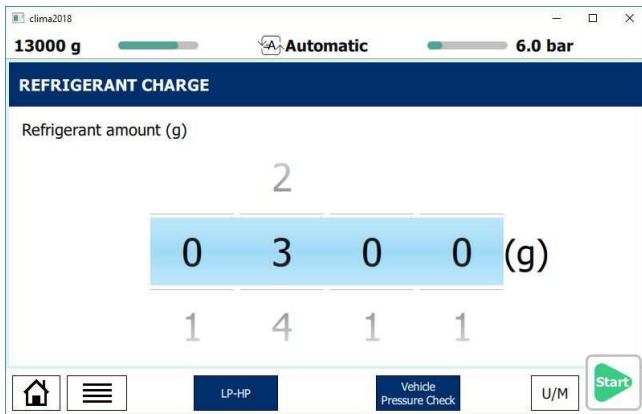 clima2018
13000 g Automatic 6.0 bar
REFRIGERANT CHARGE
Refrigerant amount (g)
2
0 3 0 0 (g)
1 4 1 1
LP-HP
Vehicle
Pressure Check
U/M
Start